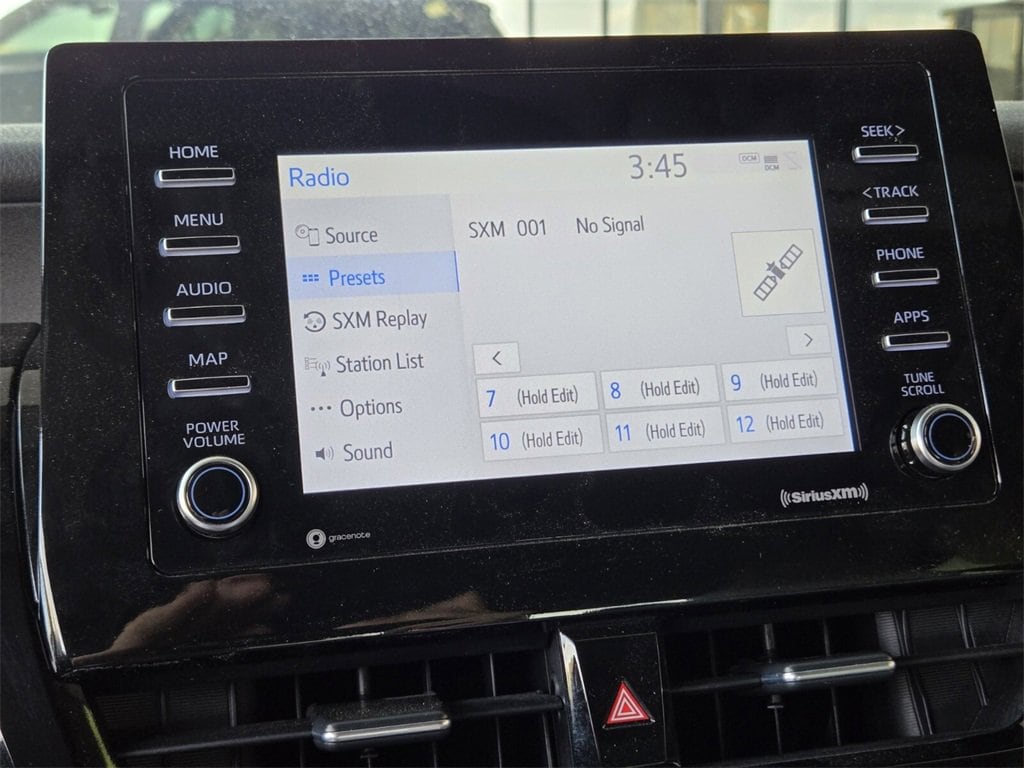 HOME
MENU
AUDIO
MAP
POWER
VOLUME
Radio
3:45
DCM
DCM
Source
Presets
SXM Replay
Station List
Options
Sound
SXM 001 No Signal
<
>
7 (Hold Edit)
8 (Hold Edit)
9 (Hold Edit)
10 (Hold Edit)
11 (Hold Edit)
12 (Hold Edit)
SEEK>
<TRACK
PHONE
APPS
TUNE
SCROLL
gracenote
((SiriusXM))